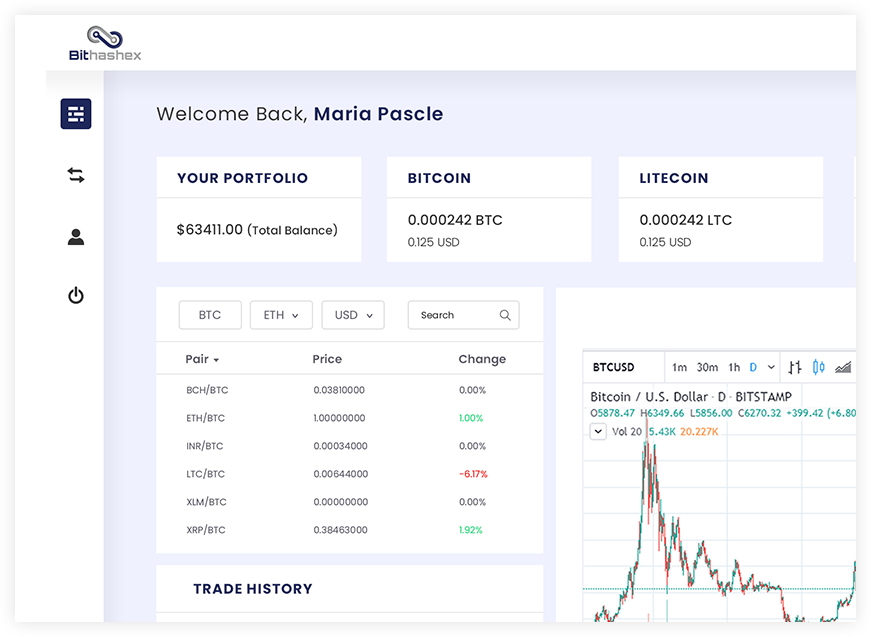 Bithashex
Welcome Back, Maria Pascle
YOUR PORTFOLIO
$63411.00 (Total Balance)
BITCOIN
0.000242 BTC
0.125 USD
LITECOIN
0.000242 LTC
0.125 USD
BTC ETH USD Search
Pair Price Change
BCH/BTC 0.03810000 0.00%
ETH/BTC 1.00000000 1.00%
INR/BTC 0.00034000 0.00%
LTC/BTC 0.00644000 -6.17%
XLM/BTC 0.00000000 0.00%
XRP/BTC 0.38463000 1.92%
TRADE HISTORY
BTCUSD 1m 30m 1h D
Bitcoin / U.S. Dollar · D · BITSTAMP
O5878.47 H6349.66 L5856.00 C6270.32 +399.42 (+6.80
Vol 20 5.43K 20.227K